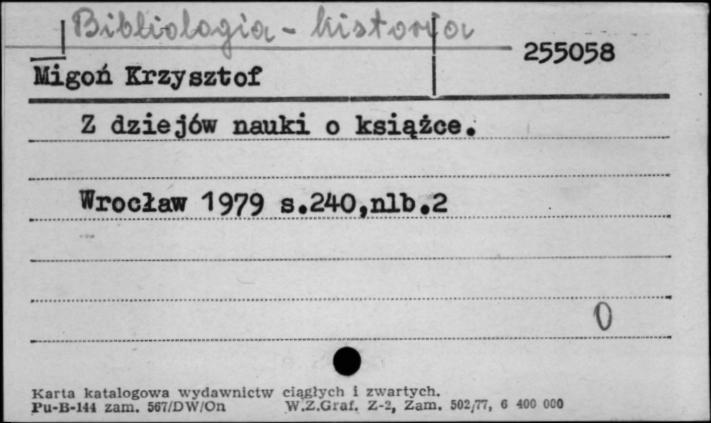 Bibliologia - historia
255058
Migoń Krzysztof
Z dziejów nauki o książce.
Wrocław 1979 s.240,nlb.2
0
Karta katalogowa wydawnictw ciągłych i zwartych.
Pu-B-144 zam. 567/DW/On W.Z.Graf. Z-2, Zam. 502/77, 6 400 000